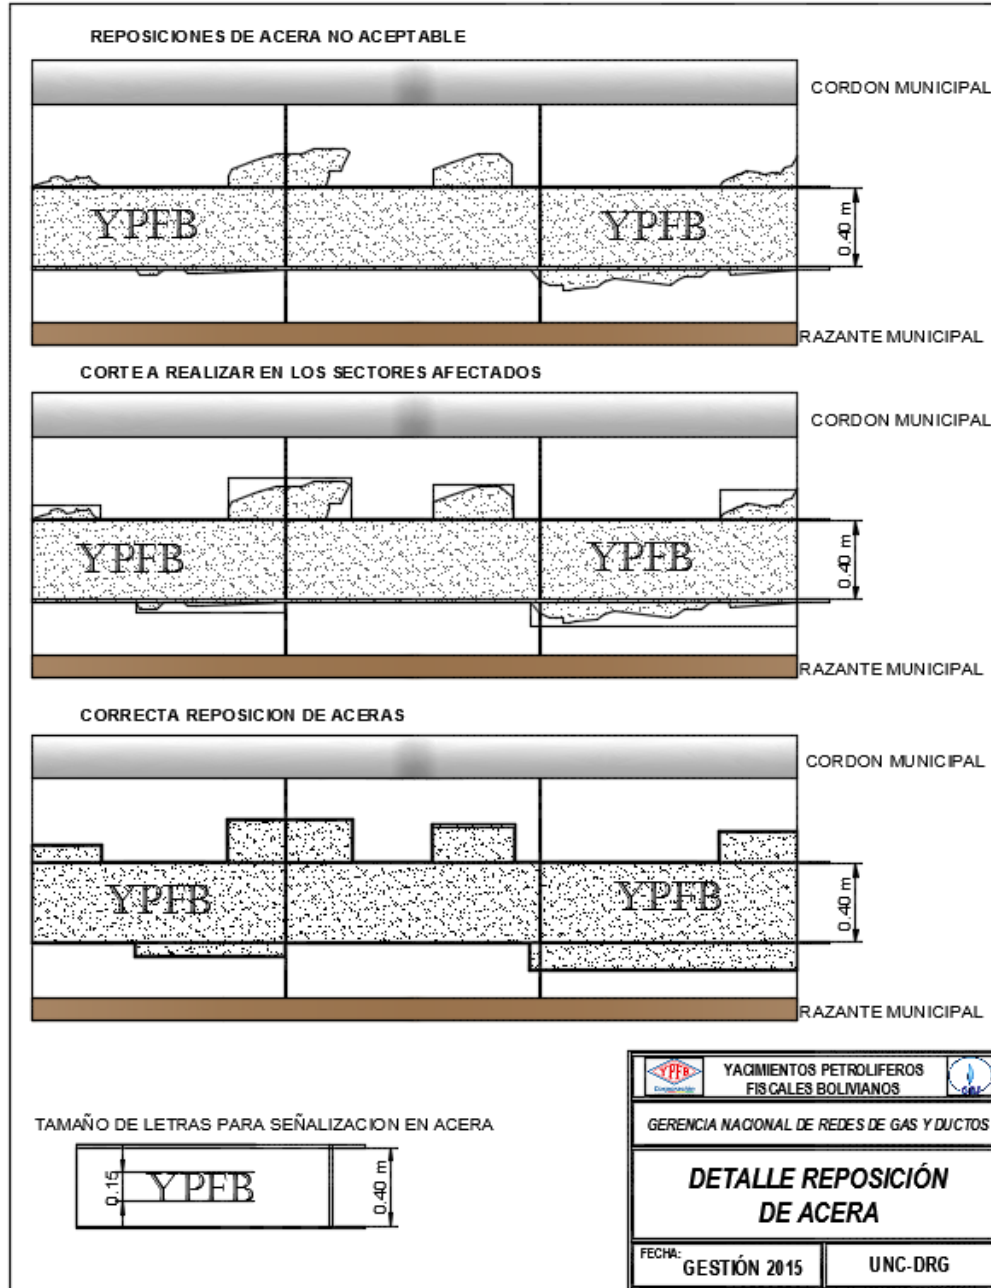 REPOSICIONES DE ACERA NO ACEPTABLE
CORDON MUNICIPAL
YPFB
YPFB
0.40 m
RAZANTE MUNICIPAL
CORTE A REALIZAR EN LOS SECTORES AFECTADOS
CORDON MUNICIPAL
YPFB
YPFB
0.40 m
RAZANTE MUNICIPAL
CORRECTA REPOSICION DE ACERAS
CORDON MUNICIPAL
YPFB
YPFB
0.40 m
RAZANTE MUNICIPAL
TAMAÑO DE LETRAS PARA SEÑALIZACION EN ACERA
0.15
YPFB
0.40 m
YPFB
Corporación
YACIMIENTOS PETROLIFEROS
FISCALES BOLIVIANOS
GERENCIA NACIONAL DE REDES DE GAS Y DUCTOS
DETALLE REPOSICIÓN
DE ACERA
FECHA:
GESTIÓN 2015
UNC-DRG